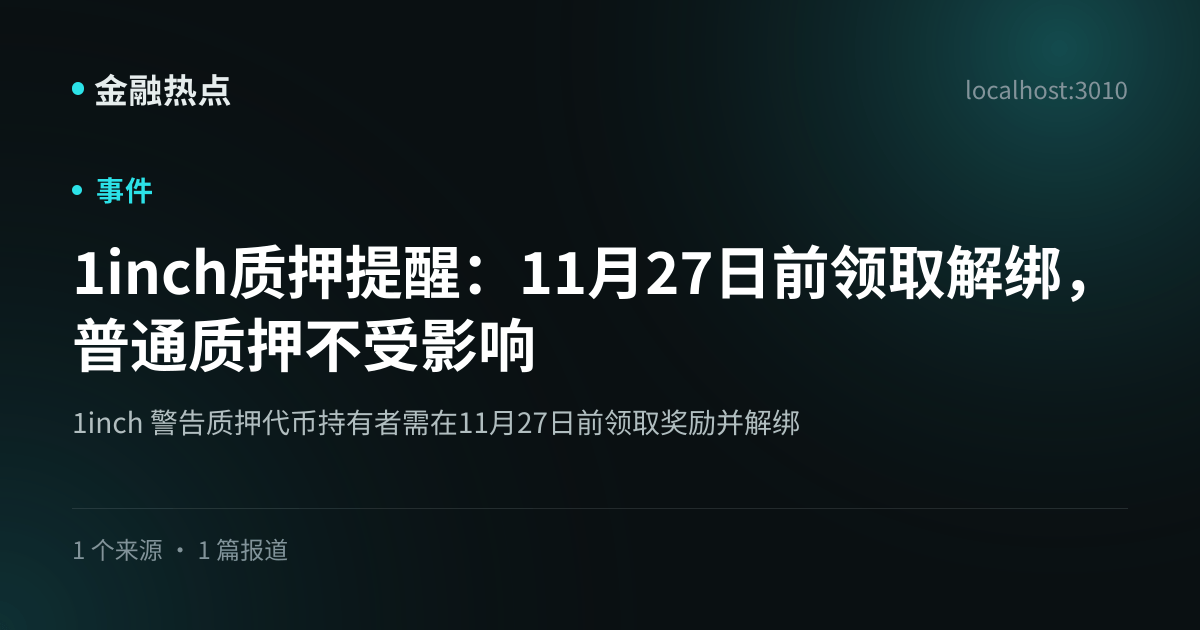 金融热点
localhost:3010
事件
1inch质押提醒：11月27日前领取解绑，
普通质押不受影响
1inch 警告质押代币持有者需在11月27日前领取奖励并解绑
1 个来源 · 1 篇报道